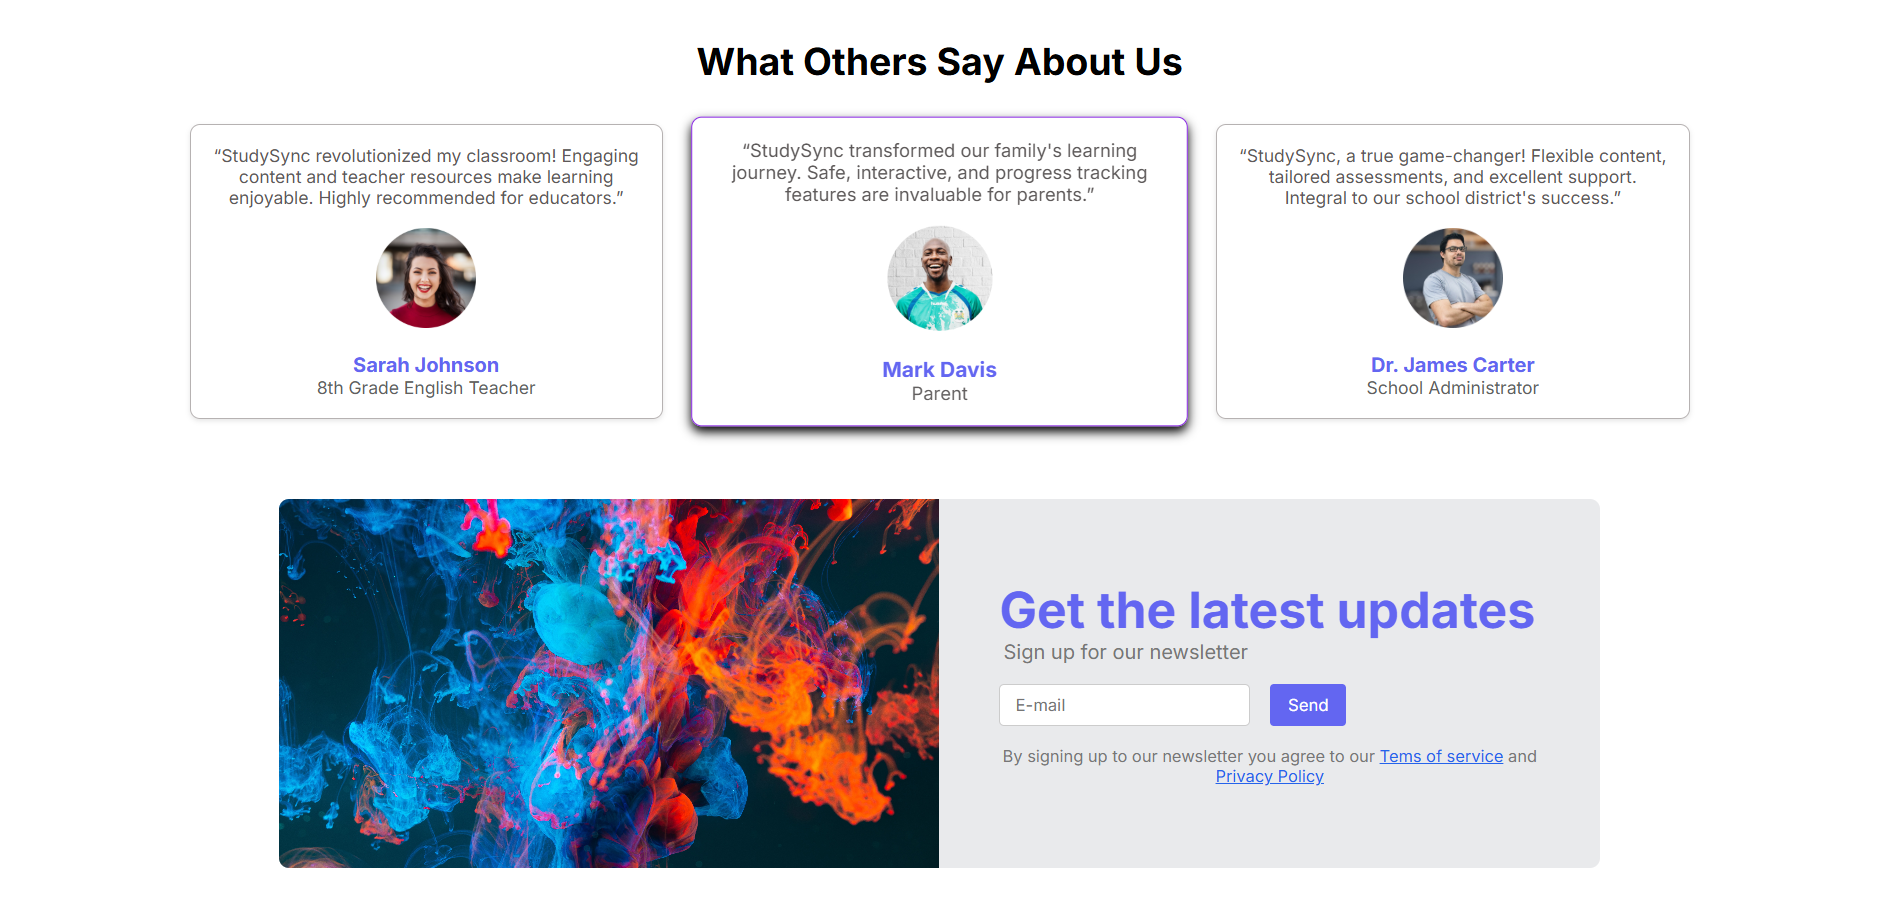 What Others Say About Us
“StudySync revolutionized my classroom! Engaging
content and teacher resources make learning
enjoyable. Highly recommended for educators.”
Sarah Johnson
8th Grade English Teacher
“StudySync transformed our family's learning
journey. Safe, interactive, and progress tracking
features are invaluable for parents.”
Mark Davis
Parent
“StudySync, a true game-changer! Flexible content,
tailored assessments, and excellent support.
Integral to our school district's success.”
Dr. James Carter
School Administrator
Get the latest updates
Sign up for our newsletter
E-mail
Send
By signing up to our newsletter you agree to our Tems of service and
Privacy Policy